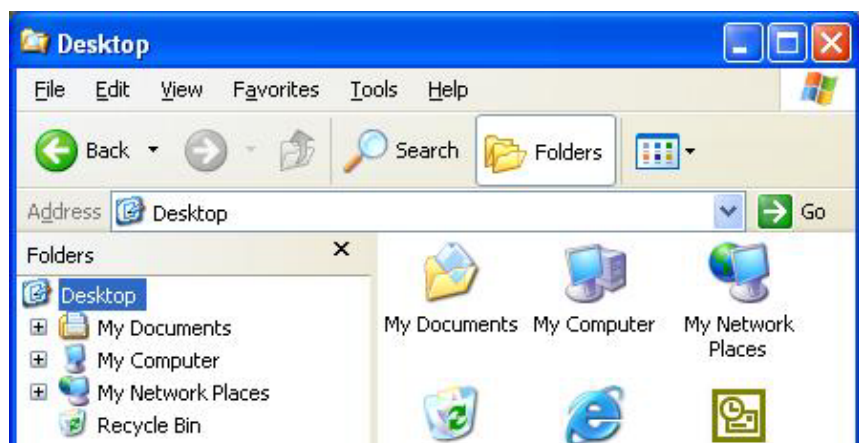 Desktop
File Edit View Favorites Tools Help
Back Search Folders
Address Desktop Go
Folders
Desktop
My Documents
My Computer
My Network Places
Recycle Bin
My Documents My Computer My Network
Places